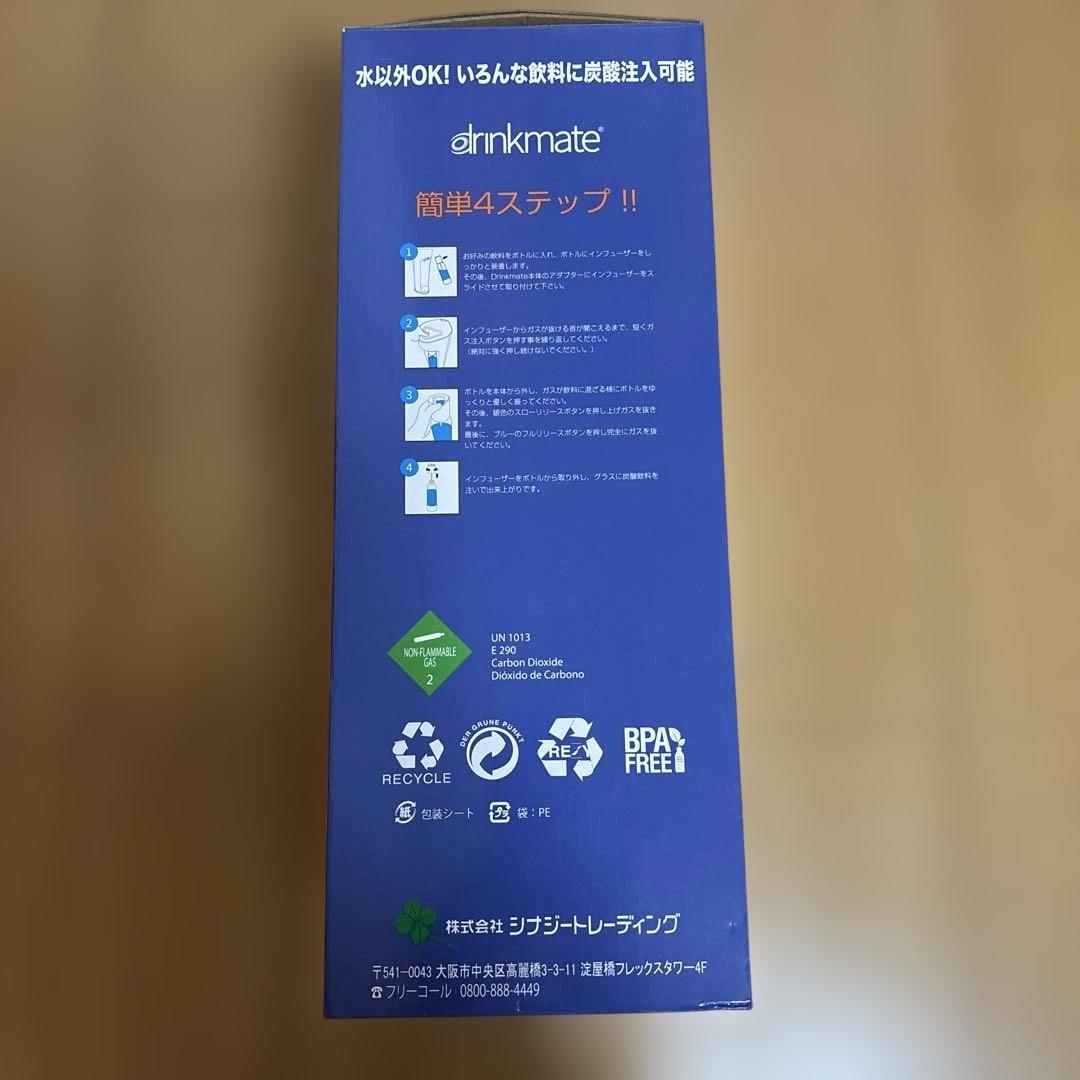 水以外OK! いろんな飲料に炭酸注入可能
drinkmate®
簡単4ステップ !!
1
お好みの飲料をボトルに入れ、ボトルにインフューザーをし
っかりと装着します。
その後、Drinkmate本体のアダプターにインフューザーをス
ライドさせて取り付けて下さい。
2
インフューザーからガスが抜ける音が聞こえるまで、短くガ
ス注入ボタンを押す事を繰り返してください。
（絶対に強く押し続けないでください。）
3
ボトルを本体から外し、ガスが飲料に混ざる様にボトルをゆ
っくりと優しく振ってください。
その後、銀色のスローリリースボタンを押し上げガスを抜き
ます。
最後に、ブルーのフルリリースボタンを押し完全にガスを抜
いてください。
4
インフューザーをボトルから取り外し、グラスに炭酸飲料を
注いで出来上がりです。
NON-FLAMMABLE
GAS
2
UN 1013
E 290
Carbon Dioxide
Dióxido de Carbono
RECYCLE
DER GRÜNE PUNKT
BPA
FREE
紙 包装シート
プラ 袋：PE
株式会社 シナジートレーディング
〒541-0043 大阪市中央区高麗橋3-3-11 淀屋橋フレックスタワー4F
☎フリーコール 0800-888-4449